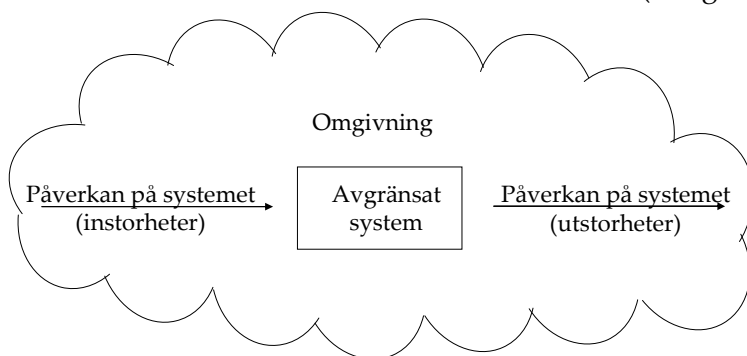 Omgivning
Påverkan på systemet
(instorheter)
Avgränsat
system
Påverkan på systemet
(utstorheter)